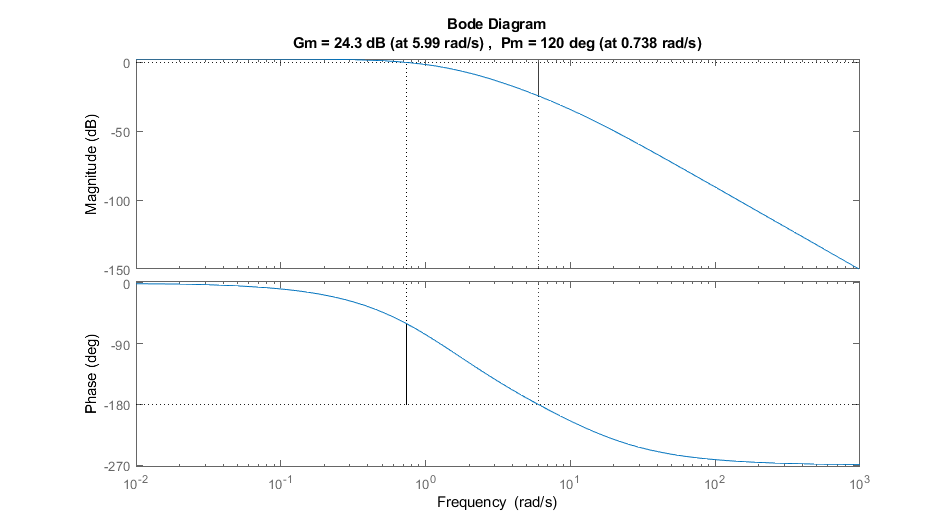 Bode Diagram
Gm = 24.3 dB (at 5.99 rad/s) ,  Pm = 120 deg (at 0.738 rad/s)
Magnitude (dB)
0
-50
-100
-150
Phase (deg)
0
-90
-180
-270
10^-2 10^-1 10^0 10^1 10^2 10^3
Frequency (rad/s)